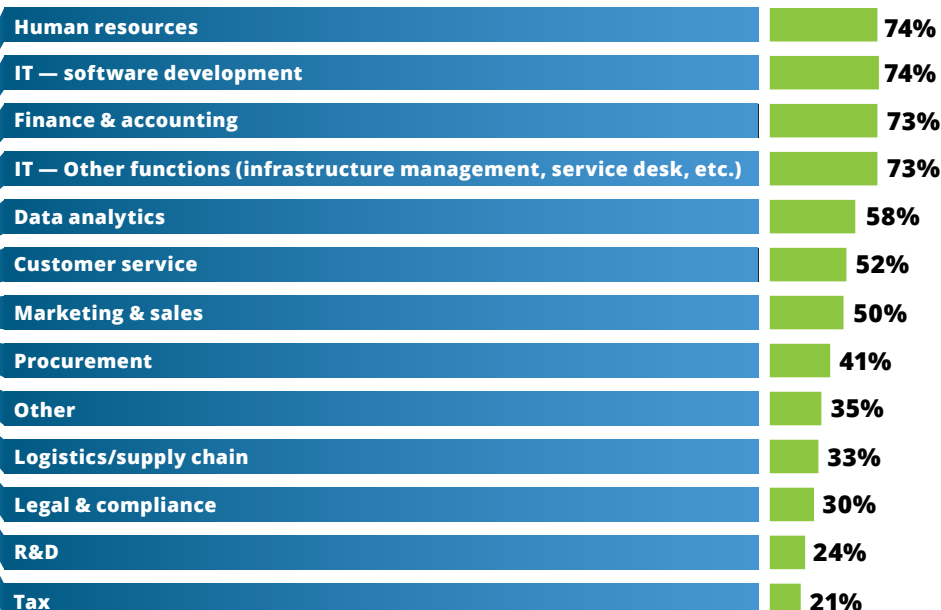 Human resources 74%
IT — software development 74%
Finance & accounting 73%
IT — Other functions (infrastructure management, service desk, etc.) 73%
Data analytics 58%
Customer service 52%
Marketing & sales 50%
Procurement 41%
Other 35%
Logistics/supply chain 33%
Legal & compliance 30%
R&D 24%
Tax 21%